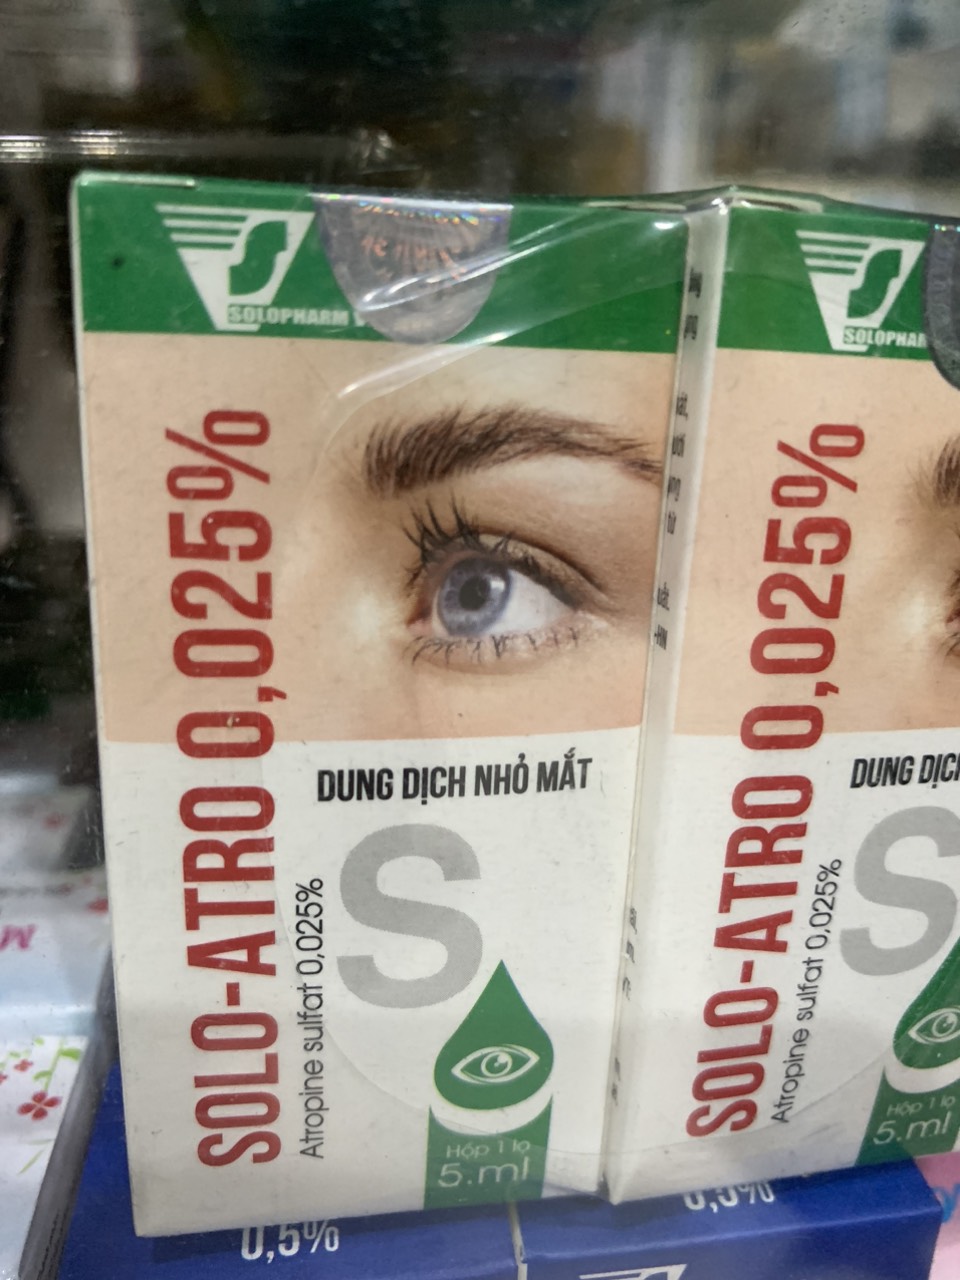 SOLOPHARM
SOLO-ATRO 0,025%
Atropine sulfat 0,025%
DUNG DỊCH NHỎ MẮT
S
Hộp 1 lọ
5.ml
SOLOPHAR
SOLO-ATRO 0,025%
Atropine sulfat 0,025%
DUNG DỊCH
S
Hộp 1 lọ
5.ml
0,5%
0,5%